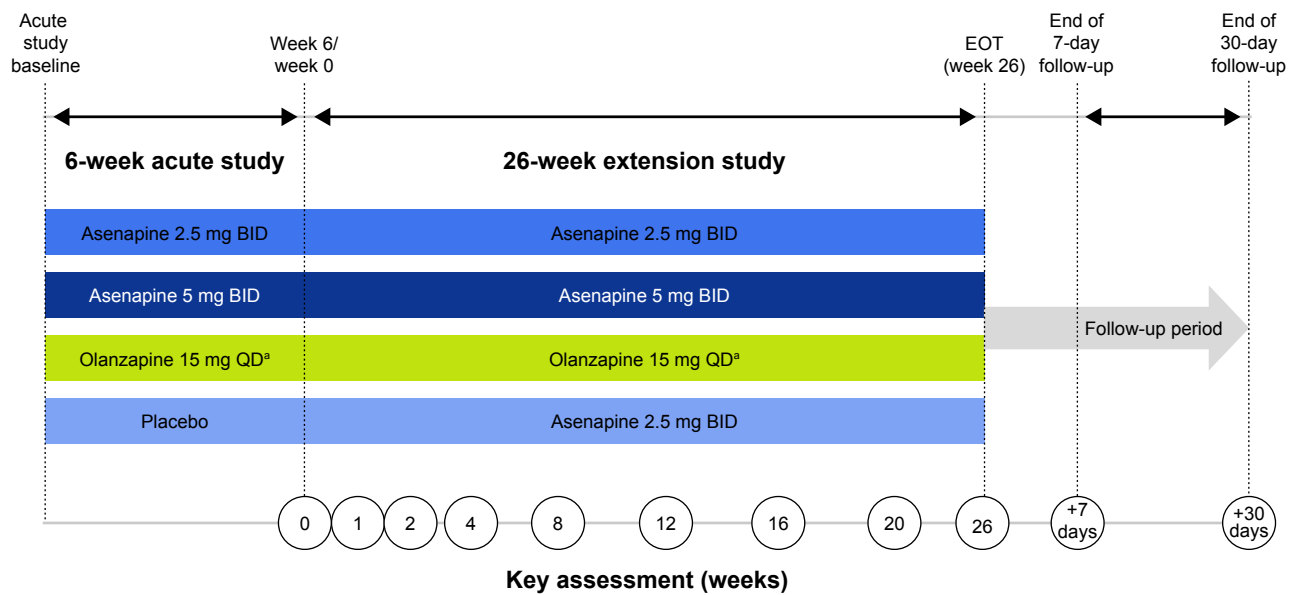 Acute
study
baseline
Week 6/
week 0
EOT
(week 26)
End of
7-day
follow-up
End of
30-day
follow-up
6-week acute study
26-week extension study
Asenapine 2.5 mg BID
Asenapine 2.5 mg BID
Asenapine 5 mg BID
Asenapine 5 mg BID
Olanzapine 15 mg QDᵃ
Olanzapine 15 mg QDᵃ
Placebo
Asenapine 2.5 mg BID
Follow-up period
0
1
2
4
8
12
16
20
26
+7
days
+30
days
Key assessment (weeks)